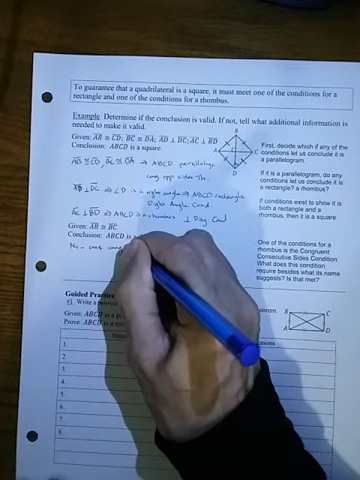 To guarantee that a quadrilateral is a square, it must meet one of the conditions for a
rectangle and one of the conditions for a rhombus.
Example Determine if the conclusion is valid. If not, tell what additional information is
needed to make it valid.
Given: AB ≅ CD; BC ≅ DA; AD ⊥ DC; AC ⊥ BD
Conclusion: ABCD is a square.
B
A
C
D
First, decide which if any of the
conditions let us conclude it is
a parallelogram.
If it is a parallelogram, do any
conditions let us conclude it is a
rectangle? a rhombus?
If conditions exist to show it is
both a rectangle and a
rhombus, then it is a square.
AB ≅ CD, BC ≅ DA ⇒ ABCD
cong opp sides Th.
⇒ ABCD rectangle
Right Angle Cond.
AC ⊥ BD ⇒ ABCD is a rhombus ⊥ Diag Cond
Given: AB ≅ BC
Conclusion: ABCD is a
No - cons. cong
One of the conditions for a
rhombus is the Congruent
Consecutive Sides Condition.
What does this condition
require besides what its name
suggests? Is that met?
Guided Practice
#1 Write a
Given: ABCD is a
Prove: ABCD is a
B
C
A
D
1.
2.
3.
4.
5.
6.
7.
8.